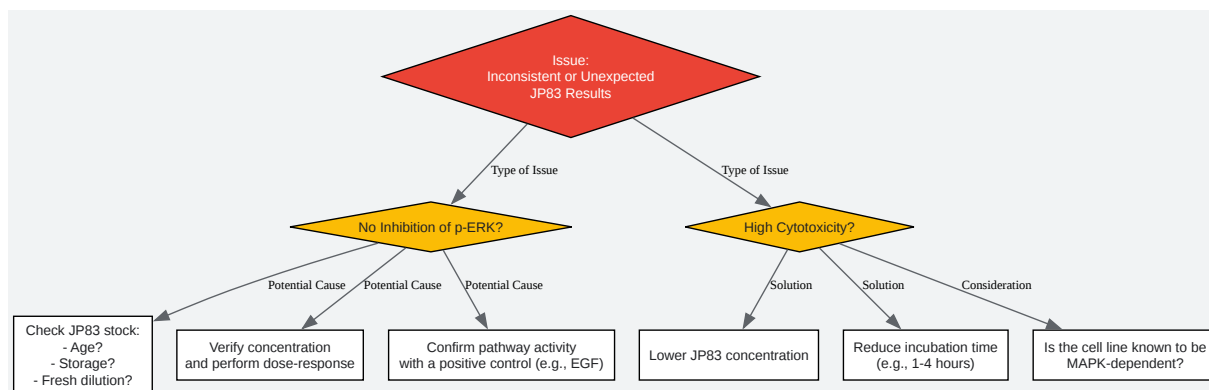 Issue:
Inconsistent or Unexpected
JP83 Results
Type of Issue
Type of Issue
No Inhibition of p-ERK?
High Cytotoxicity?
Potential Cause
Potential Cause
Potential Cause
Solution
Solution
Consideration
Check JP83 stock:
- Age?
- Storage?
- Fresh dilution?
Verify concentration
and perform dose-response
Confirm pathway activity
with a positive control (e.g., EGF)
Lower JP83 concentration
Reduce incubation time
(e.g., 1-4 hours)
Is the cell line known to be
MAPK-dependent?